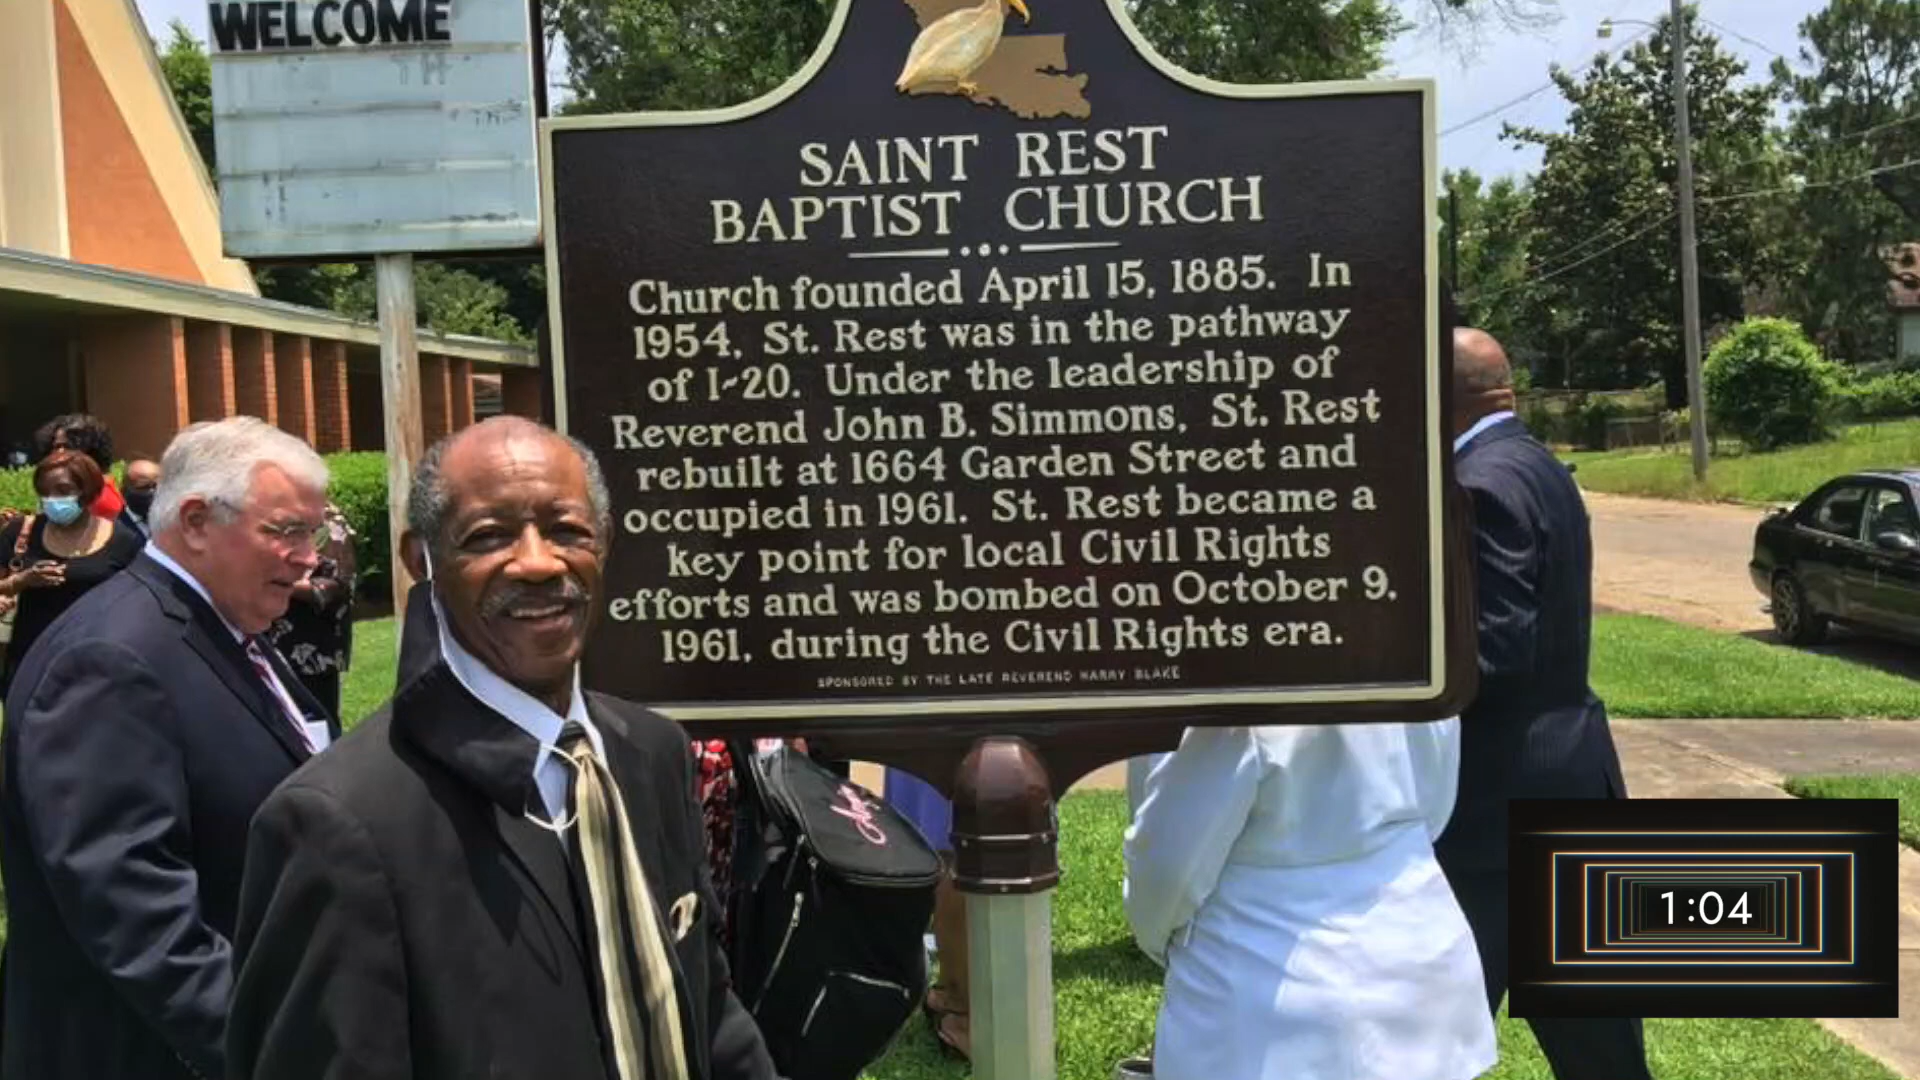 WELCOME
SAINT REST
BAPTIST CHURCH
Church founded April 15, 1885. In
1954, St. Rest was in the pathway
of I-20. Under the leadership of
Reverend John B. Simmons, St. Rest
rebuilt at 1664 Garden Street and
occupied in 1961. St. Rest became a
key point for local Civil Rights
efforts and was bombed on October 9,
1961, during the Civil Rights era.
SPONSORED BY THE LATE REVEREND HARRY BLAKE
1:04